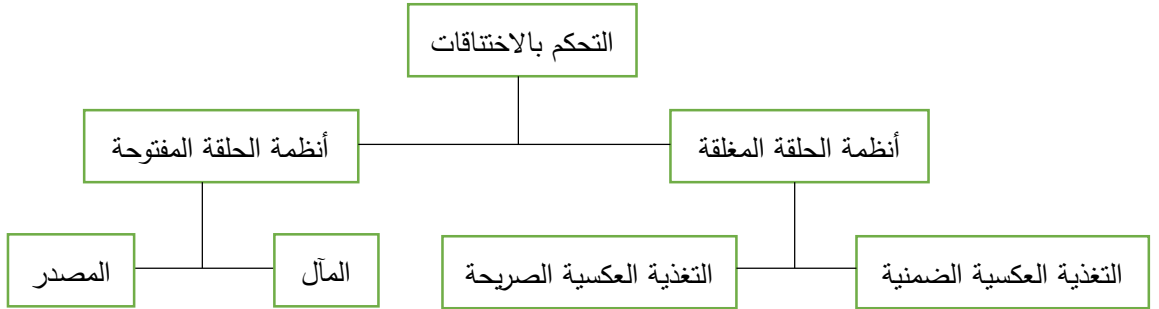 التحكم بالاختناقات
أنظمة الحلقة المغلقة
أنظمة الحلقة المفتوحة
التغذية العكسية الضمنية
التغذية العكسية الصريحة
المآل
المصدر